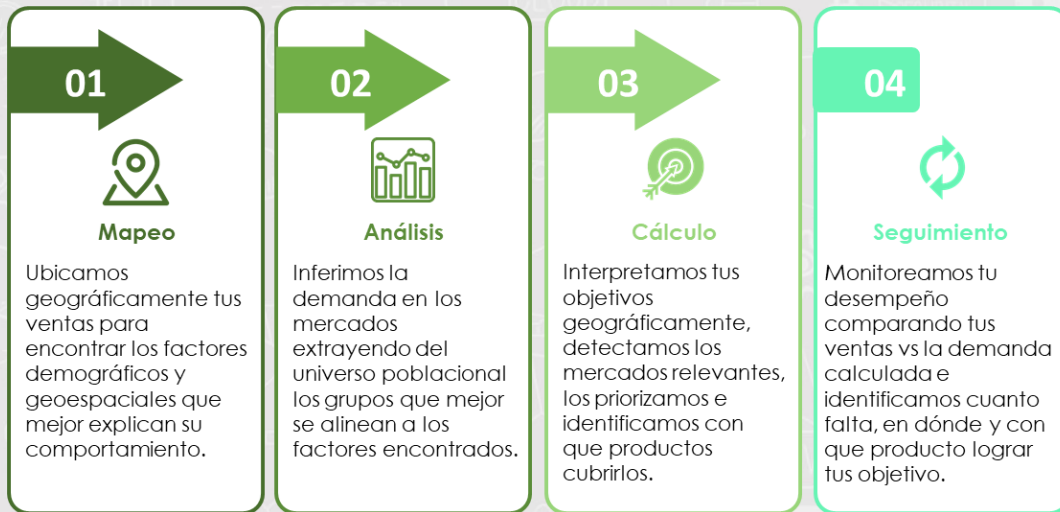 01
Mapeo
Ubicamos
geográficamente tus
ventas para
encontrar los factores
demográficos y
geoespaciales que
mejor explican su
comportamiento.
02
Análisis
Inferimos la
demanda en los
mercados
extrayendo del
universo poblacional
los grupos que mejor
se alinean a los
factores encontrados.
03
Cálculo
Interpretamos tus
objetivos
geográficamente,
detectamos los
mercados relevantes,
los priorizamos e
identificamos con
que productos
cubrirlos.
04
Seguimiento
Monitoreamos tu
desempeño
comparando tus
ventas vs la demanda
calculada e
identificamos cuanto
falta, en dónde y con
que producto lograr
tus objetivo.